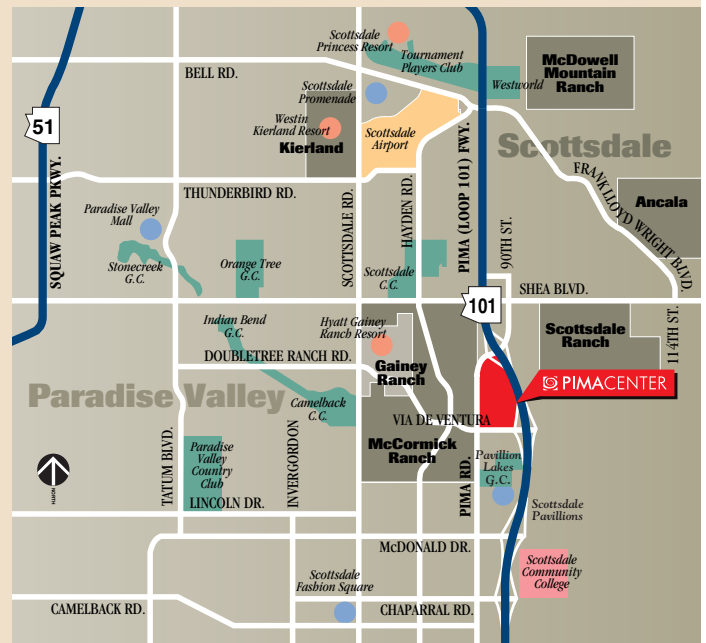 Scottsdale
Princess Resort
Tournament
Players Club
BELL RD.
Scottsdale
Promenade
Westworld
McDowell
Mountain
Ranch
51
Westin
Kierland Resort
Kierland
Scottsdale
Airport
Scottsdale
SQUAW PEAK PKWY.
THUNDERBIRD RD.
SCOTTSDALE RD.
HAYDEN RD.
PIMA (LOOP 101) FWY.
90TH ST.
FRANK LLOYD WRIGHT BLVD.
Ancala
Paradise Valley
Mall
Stonecreek
G.C.
Orange Tree
G.C.
Scottsdale
C.C.
SHEA BLVD.
101
114TH ST.
Indian Bend
G.C.
Hyatt Gainey
Ranch Resort
Scottsdale
Ranch
DOUBLETREE RANCH RD.
Gainey
Ranch
PIMACENTER
Paradise Valley
Camelback
C.C.
VIA DE VENTURA
McCormick
Ranch
TATUM BLVD.
Paradise
Valley
Country
Club
INVERGORDON
PIMA RD.
Pavillion
Lakes
G.C.
NORTH
LINCOLN DR.
Scottsdale
Pavillions
McDONALD DR.
Scottsdale
Community
College
Scottsdale
Fashion Square
CAMELBACK RD.
CHAPARRAL RD.